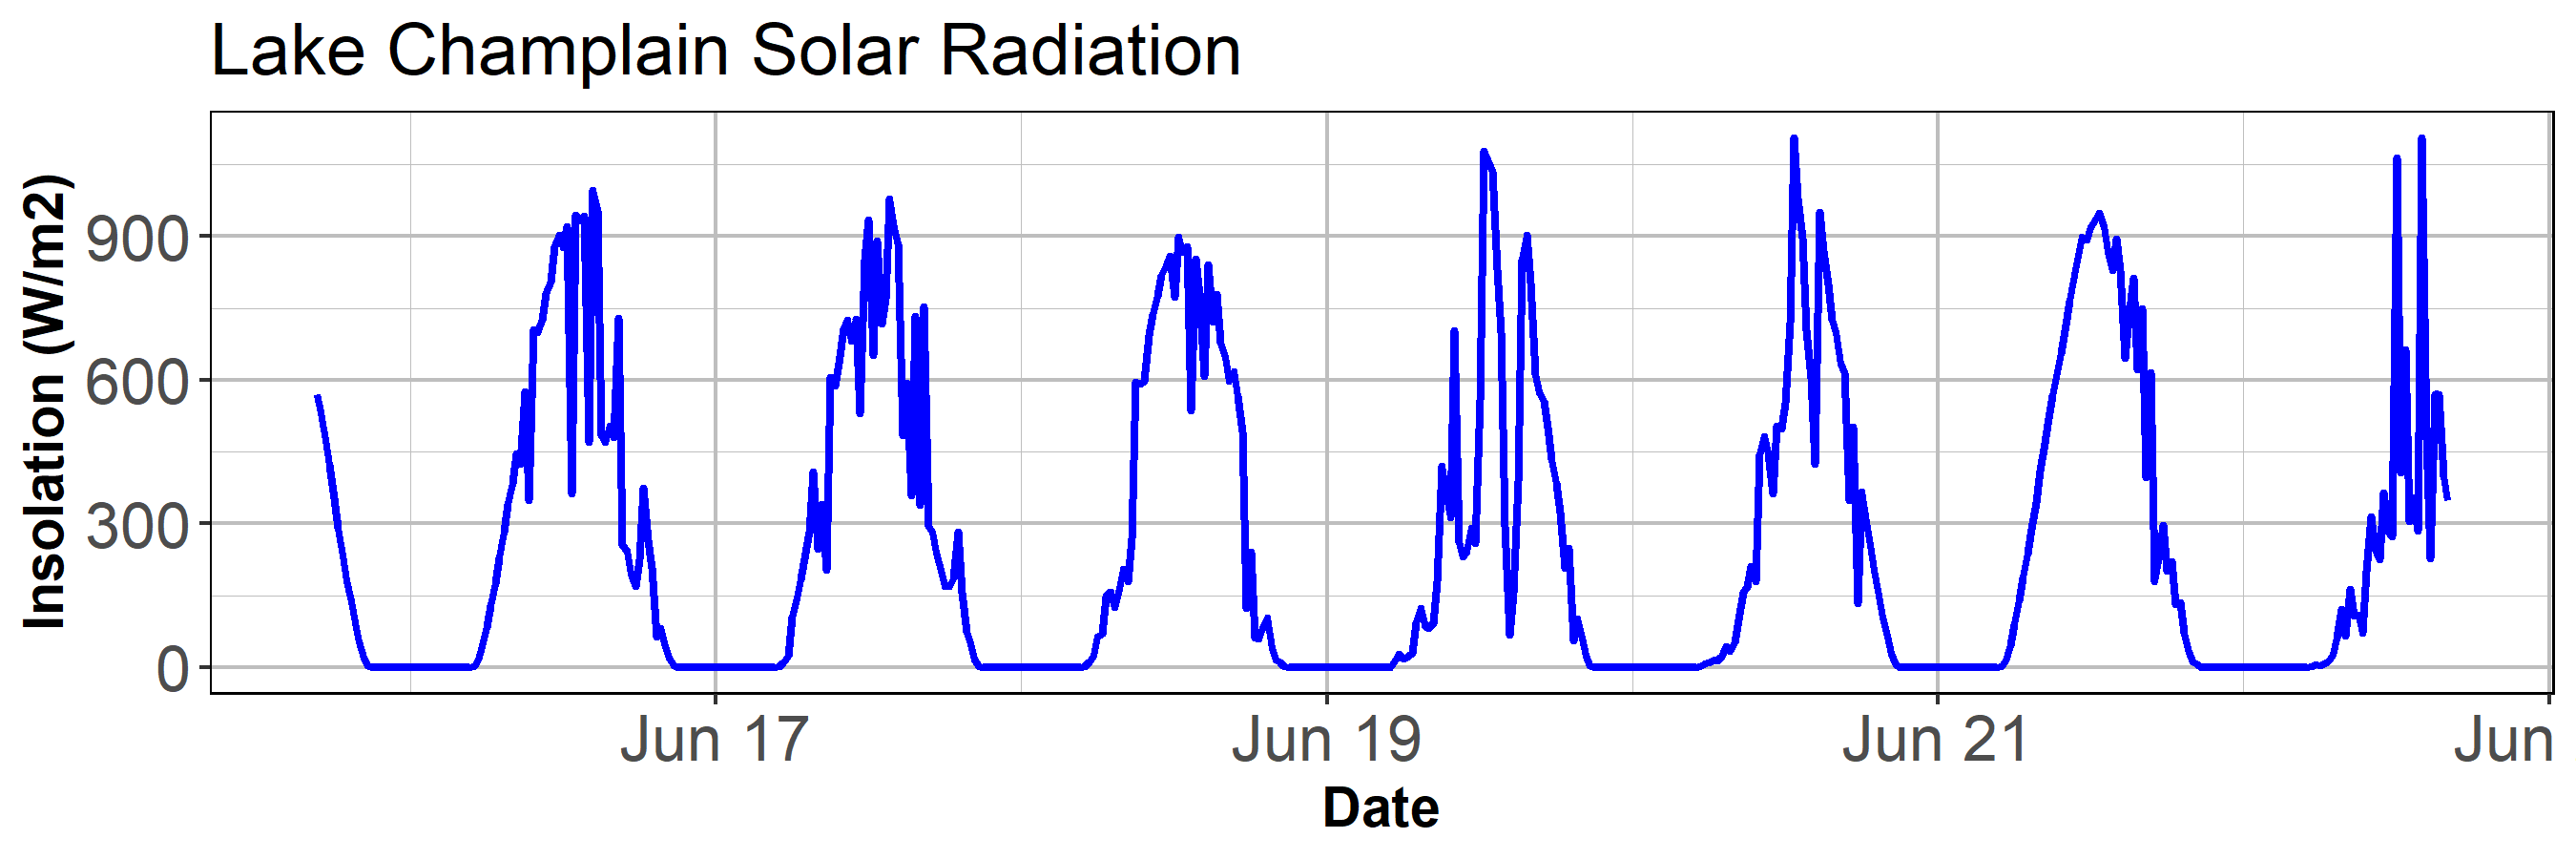 Lake Champlain Solar Radiation
Insolation (W/m2)
900
600
300
0
Jun 17
Jun 19
Jun 21
Jun
Date